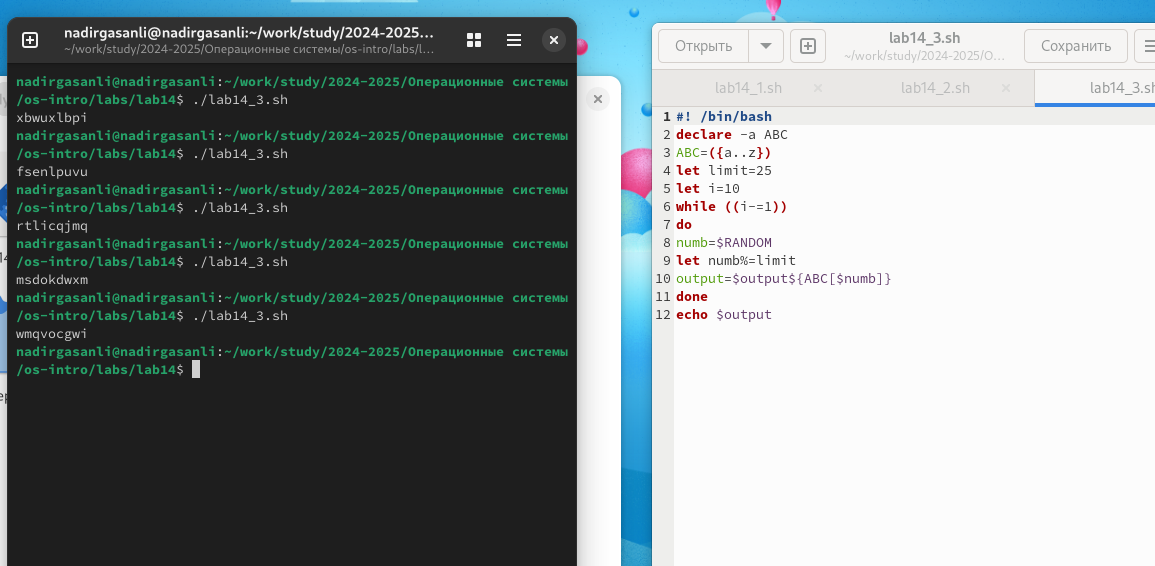 nadirgasanli@nadirgasanli:~/work/study/2024-2025...
~/work/study/2024-2025/Операционные системы/os-intro/labs/l...
nadirgasanli@nadirgasanli:~/work/study/2024-2025/Операционные системы
/os-intro/labs/lab14$ ./lab14_3.sh
xbwuxlbpi
nadirgasanli@nadirgasanli:~/work/study/2024-2025/Операционные системы
/os-intro/labs/lab14$ ./lab14_3.sh
fsenlpuvu
nadirgasanli@nadirgasanli:~/work/study/2024-2025/Операционные системы
/os-intro/labs/lab14$ ./lab14_3.sh
rtlicqjmq
nadirgasanli@nadirgasanli:~/work/study/2024-2025/Операционные системы
/os-intro/labs/lab14$ ./lab14_3.sh
msdokdwxm
nadirgasanli@nadirgasanli:~/work/study/2024-2025/Операционные системы
/os-intro/labs/lab14$ ./lab14_3.sh
wmqvocgwi
nadirgasanli@nadirgasanli:~/work/study/2024-2025/Операционные системы
/os-intro/labs/lab14$
Открыть
lab14_3.sh
~/work/study/2024-2025/О...
Сохранить
lab14_1.sh
lab14_2.sh
lab14_3.sh
1 #! /bin/bash
2 declare -a ABC
3 ABC=({a..z})
4 let limit=25
5 let i=10
6 while ((i-=1))
7 do
8 numb=$RANDOM
9 let numb%=limit
10 output=$output${ABC[$numb]}
11 done
12 echo $output